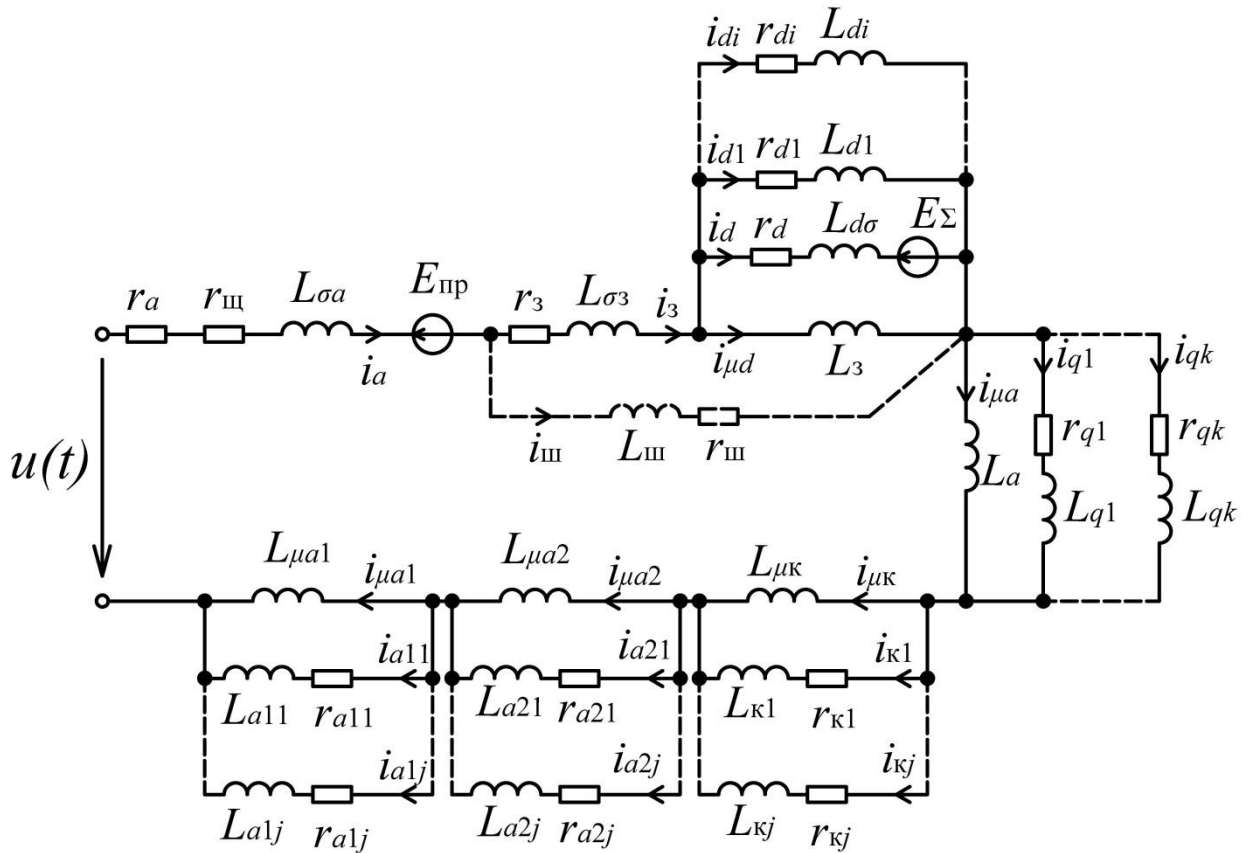 i_di r_di L_di
i_d1 r_d1 L_d1
i_d r_d L_dσ E_Σ
r_a r_щ L_σa E_пр r_з L_σз i_з
i_a i_μd L_з i_q1 i_qk
i_μa
i_ш L_ш r_ш r_q1 r_qk
u(t) L_a L_q1 L_qk
L_μa1 i_μa1 L_μa2 i_μa2 L_μк i_μк
i_a11 i_a21 i_к1
L_a11 r_a11 L_a21 r_a21 L_к1 r_к1
i_a1j i_a2j i_кj
L_a1j r_a1j L_a2j r_a2j L_кj r_кj